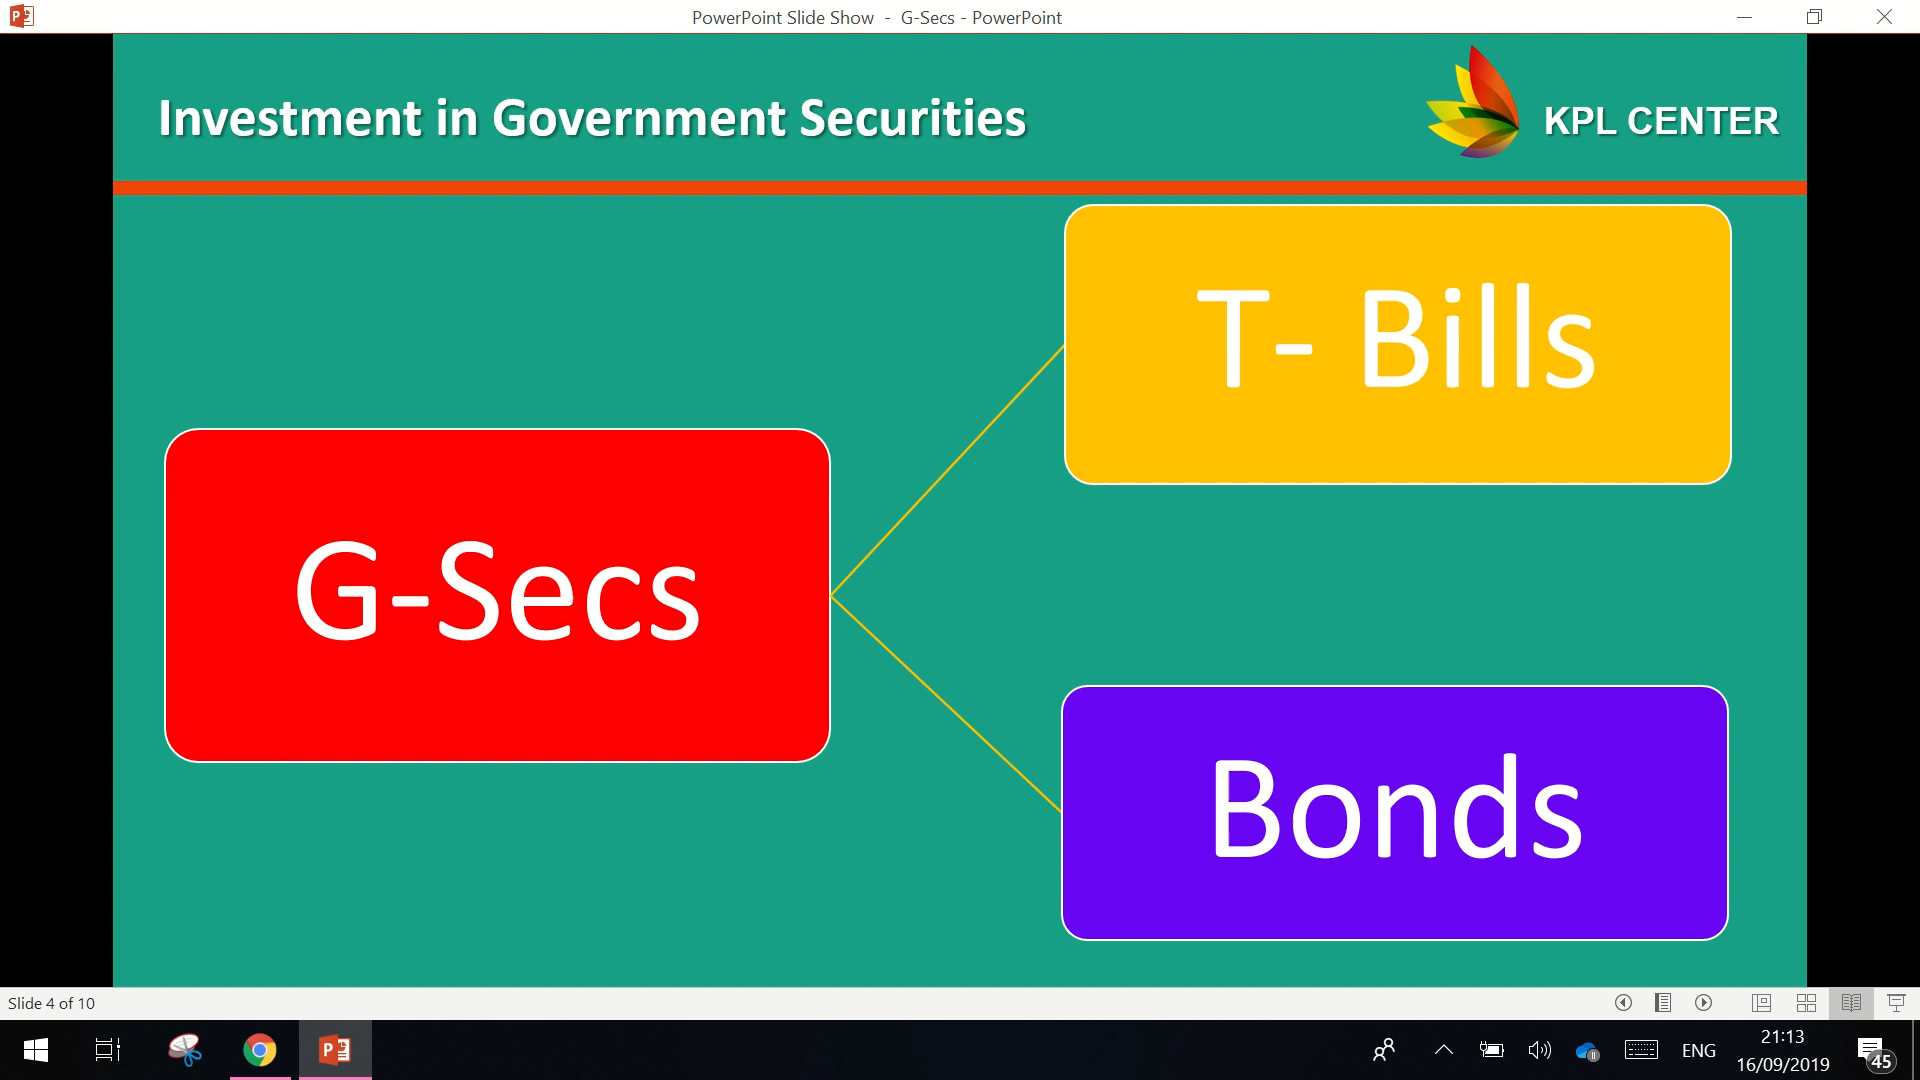 PowerPoint Slide Show - G-Secs - PowerPoint
Investment in Government Securities
KPL CENTER
T- Bills
G-Secs
Bonds
Slide 4 of 10
ENG
21:13
16/09/2019
45